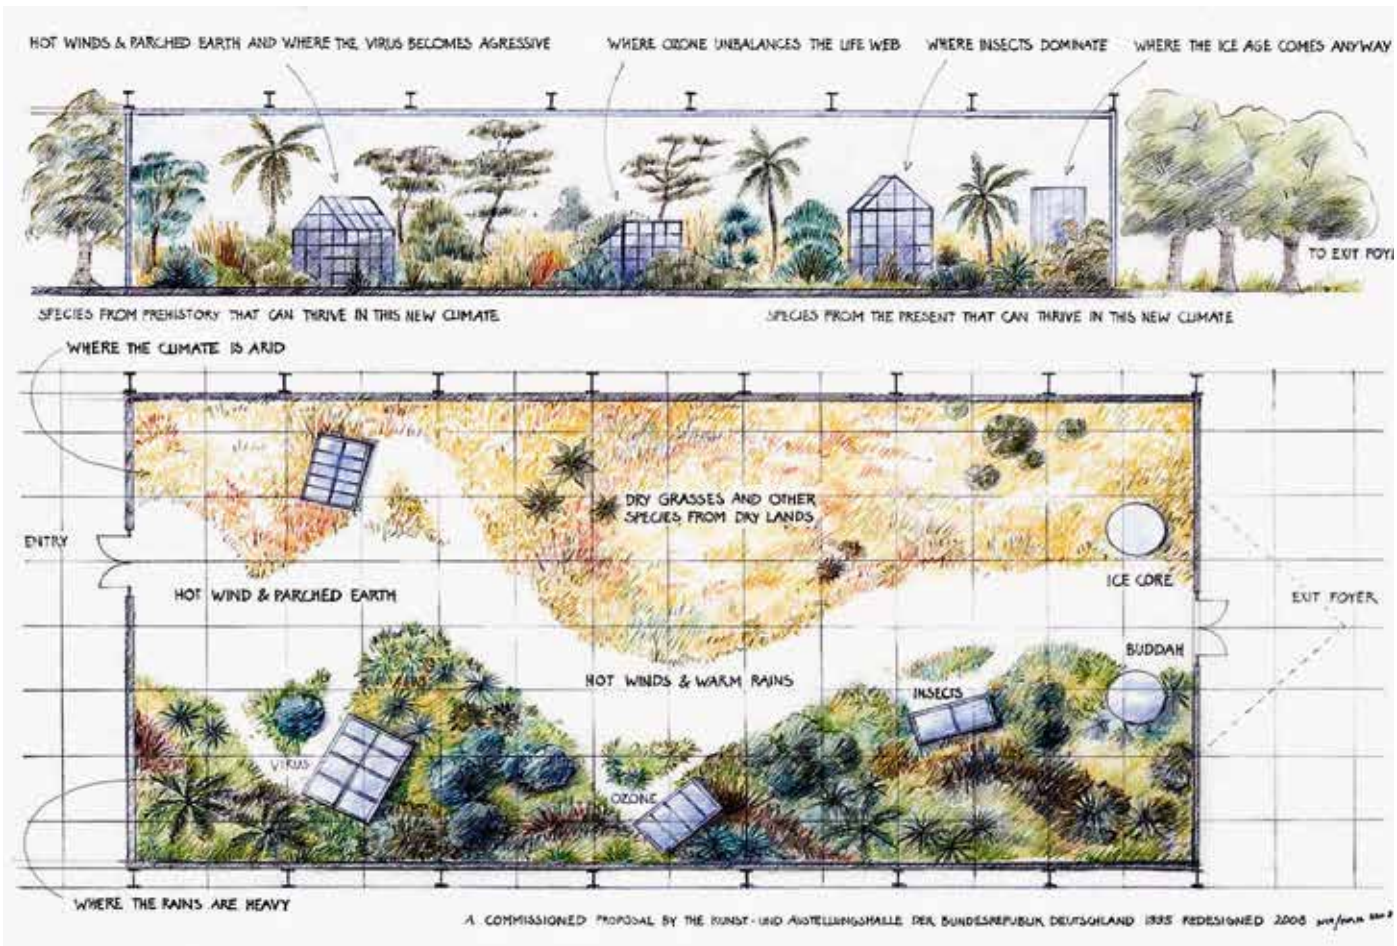 HOT WINDS & PARCHED EARTH AND WHERE THE VIRUS BECOMES AGRESSIVE
WHERE OZONE UNBALANCES THE LIFE WEB
WHERE INSECTS DOMINATE
WHERE THE ICE AGE COMES ANYWAY
TO EXIT FOYE
SPECIES FROM PREHISTORY THAT CAN THRIVE IN THIS NEW CLIMATE
SPECIES FROM THE PRESENT THAT CAN THRIVE IN THIS NEW CLIMATE
WHERE THE CLIMATE IS ARID
DRY GRASSES AND OTHER
SPECIES FROM DRY LANDS
ENTRY
ICE CORE
HOT WIND & PARCHED EARTH
EXIT FOYER
BUDDAH
HOT WINDS & WARM RAINS
INSECTS
VIRUS
OZONE
WHERE THE RAINS ARE HEAVY
A COMMISSIONED PROPOSAL BY THE KUNST-UND AUSTELLUNGSHALLE DER BUNDESREPUBLIK DEUTSCHLAND 1995 REDESIGNED 2008